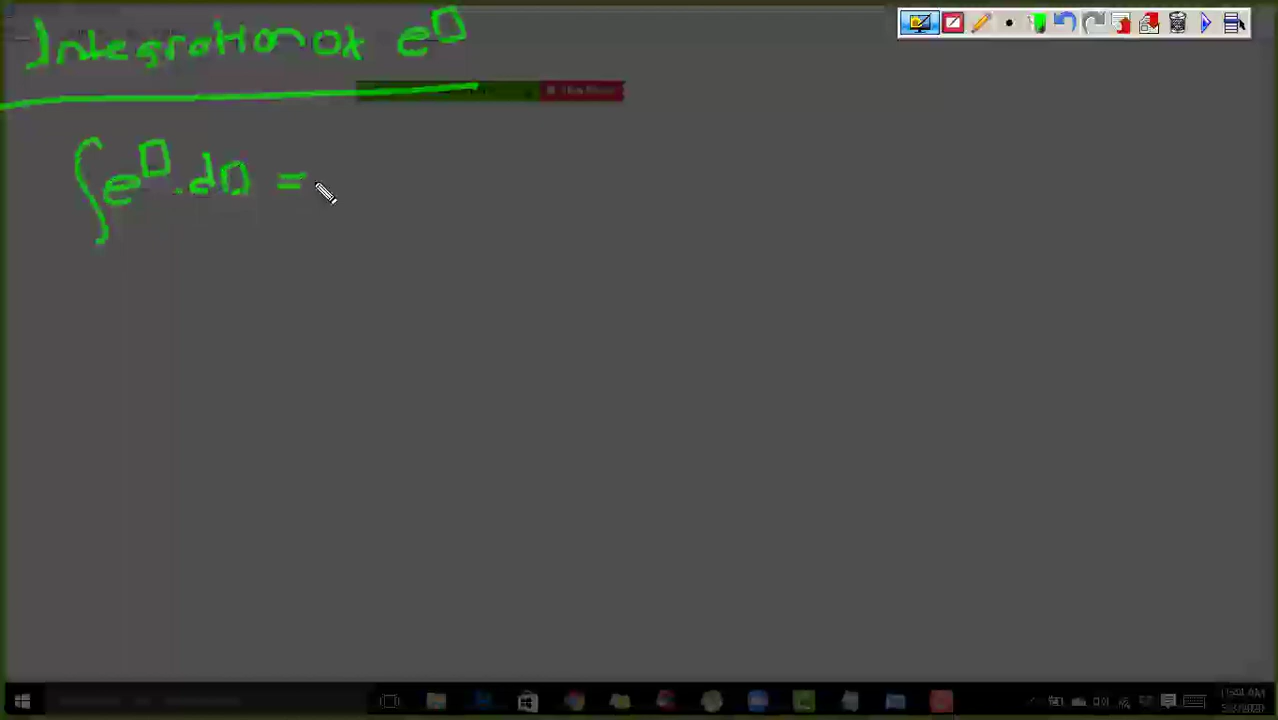 Integration of e^□
∫e^□ . d□ =